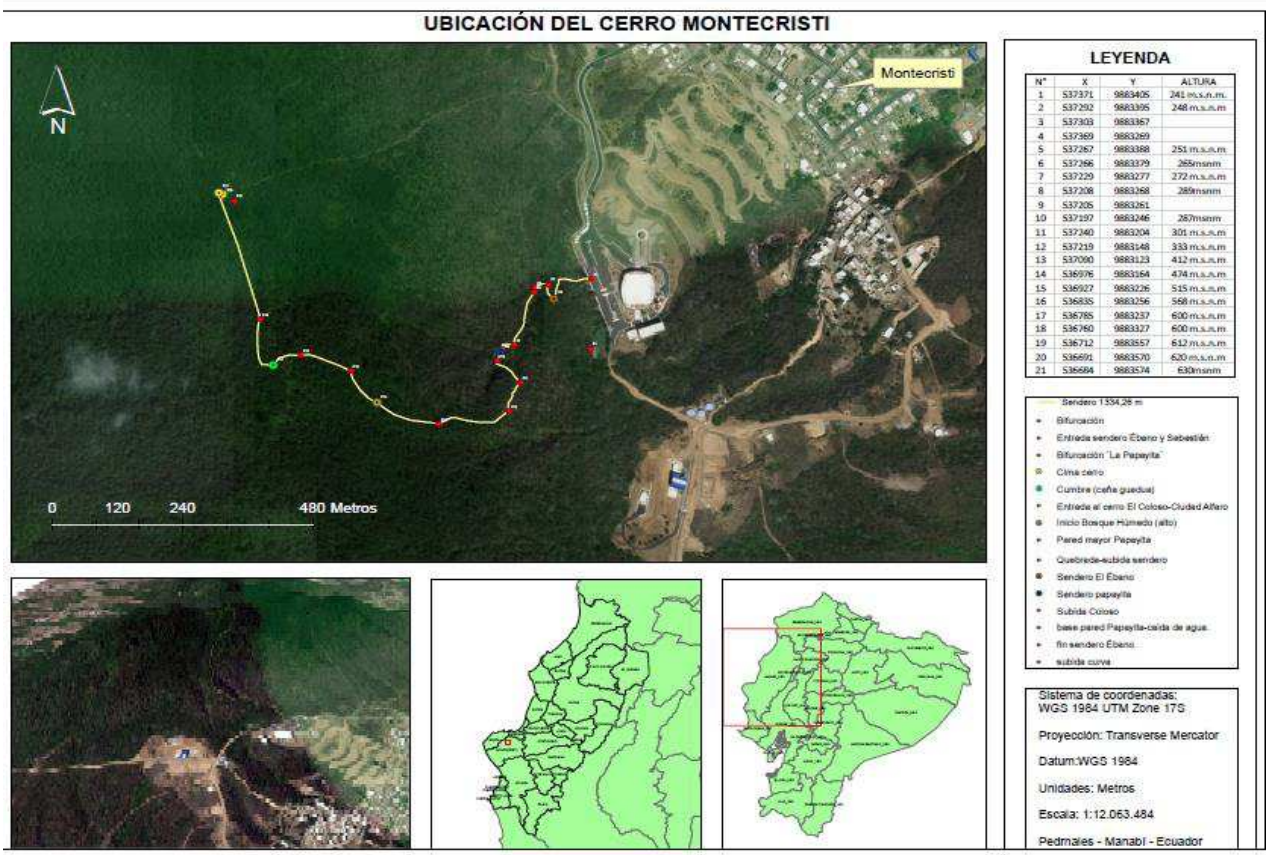 UBICACIÓN DEL CERRO MONTECRISTI
Montecristi
N
0 120 240 480 Metros
LEYENDA
N° X Y ALTURA
1 537371 9883405 241 m.s.n.m.
2 537292 9883395 248 m.s.n.m
3 537303 9883367
4 537369 9883269
5 537267 9883388 251 m.s.n.m
6 537266 9883379 265msnm
7 537229 9883277 272 m.s.n.m
8 537208 9883268 289msnm
9 537205 9883261
10 537197 9883246 287msnm
11 537240 9883204 301 m.s.n.m
12 537219 9883148 333 m.s.n.m
13 537090 9883123 412 m.s.n.m
14 536976 9883164 474 m.s.n.m
15 536927 9883226 515 m.s.n.m
16 536835 9883256 568 m.s.n.m
17 536785 9883237 600 m.s.n.m
18 536760 9883327 600 m.s.n.m
19 536712 9883557 612 m.s.n.m
20 536691 9883570 620 m.s.n.m
21 536684 9883574 630msnm
Sendero 1334,26 m
Bifurcación
Entrada sendero Ébano y Sebastián
Bifurcación ¨La Papayita¨
Cima cerro
Cumbre (caña guadua)
Entrada al cerro El Coloso-Ciudad Alfaro
Inicio Bosque Húmedo (alto)
Pared mayor Papayita
Quebrada-subida sendero
Sendero El Ébano
Sendero papayita
Subida Coloso
base pared Papayita-caída de agua.
fin sendero Ébano.
subida curva
Sistema de coordenadas:
WGS 1984 UTM Zone 17S
Proyección: Transverse Mercator
Datum:WGS 1984
Unidades: Metros
Escala: 1:12.063.484
Pedrnales - Manabí - Ecuador